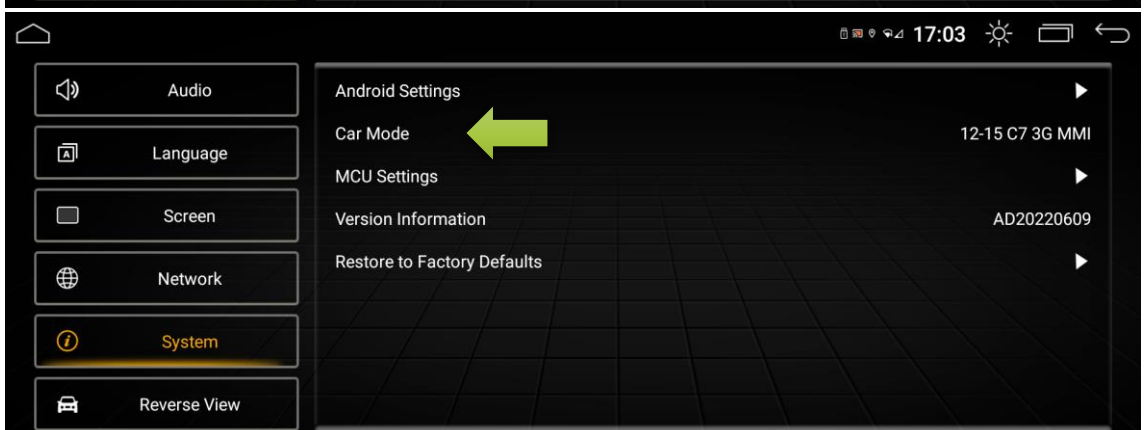 17:03
Audio
Language
Screen
Network
System
Reverse View
Android Settings
Car Mode 12-15 C7 3G MMI
MCU Settings
Version Information AD20220609
Restore to Factory Defaults